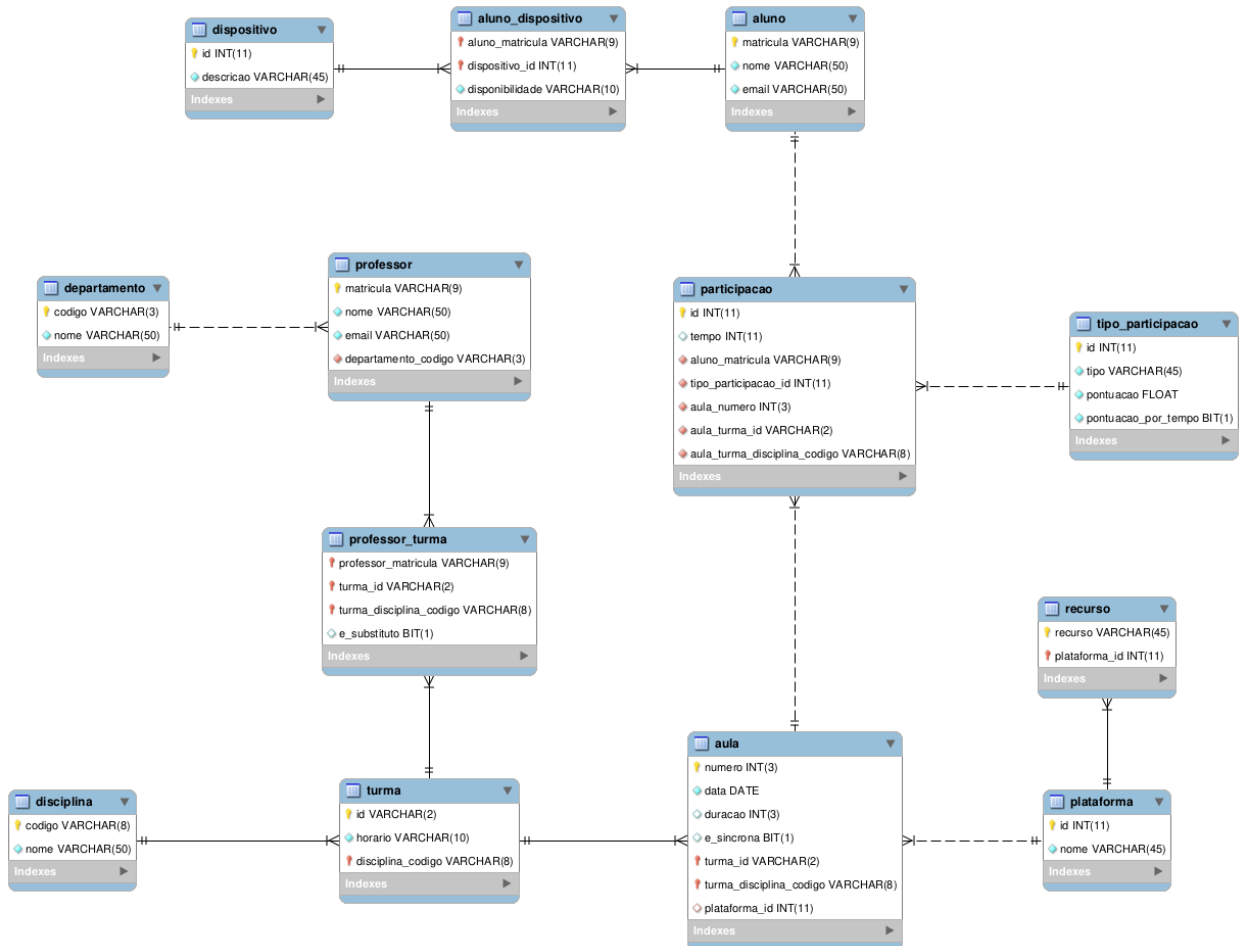 dispositivo
id INT(11)
descricao VARCHAR(45)
Indexes
aluno_dispositivo
aluno_matricula VARCHAR(9)
dispositivo_id INT(11)
disponibilidade VARCHAR(10)
Indexes
aluno
matricula VARCHAR(9)
nome VARCHAR(50)
email VARCHAR(50)
Indexes
departamento
codigo VARCHAR(3)
nome VARCHAR(50)
Indexes
professor
matricula VARCHAR(9)
nome VARCHAR(50)
email VARCHAR(50)
departamento_codigo VARCHAR(3)
Indexes
participacao
id INT(11)
tempo INT(11)
aluno_matricula VARCHAR(9)
tipo_participacao_id INT(11)
aula_numero INT(3)
aula_turma_id VARCHAR(2)
aula_turma_disciplina_codigo VARCHAR(8)
Indexes
tipo_participacao
id INT(11)
tipo VARCHAR(45)
pontuacao FLOAT
pontuacao_por_tempo BIT(1)
Indexes
professor_turma
professor_matricula VARCHAR(9)
turma_id VARCHAR(2)
turma_disciplina_codigo VARCHAR(8)
e_substituto BIT(1)
Indexes
recurso
recurso VARCHAR(45)
plataforma_id INT(11)
Indexes
disciplina
codigo VARCHAR(8)
nome VARCHAR(50)
Indexes
turma
id VARCHAR(2)
horario VARCHAR(10)
disciplina_codigo VARCHAR(8)
Indexes
aula
numero INT(3)
data DATE
duracao INT(3)
e_sincrona BIT(1)
turma_id VARCHAR(2)
turma_disciplina_codigo VARCHAR(8)
plataforma_id INT(11)
Indexes
plataforma
id INT(11)
nome VARCHAR(45)
Indexes